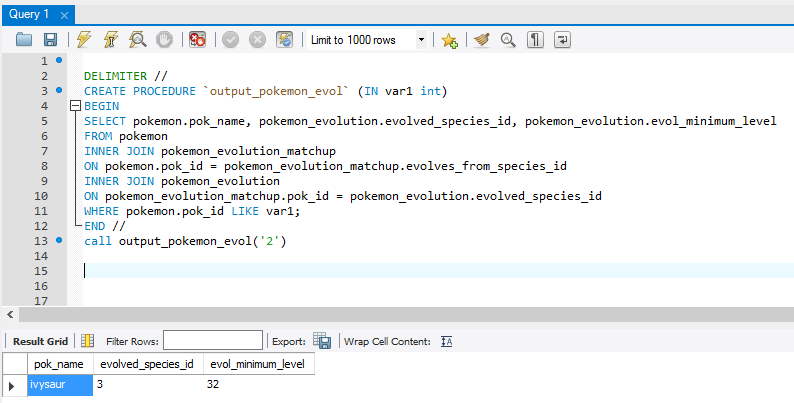 Query 1
Limit to 1000 rows
1
2 DELIMITER //
3 CREATE PROCEDURE `output_pokemon_evol` (IN var1 int)
4 BEGIN
5 SELECT pokemon.pok_name, pokemon_evolution.evolved_species_id, pokemon_evolution.evol_minimum_level
6 FROM pokemon
7 INNER JOIN pokemon_evolution_matchup
8 ON pokemon.pok_id = pokemon_evolution_matchup.evolves_from_species_id
9 INNER JOIN pokemon_evolution
10 ON pokemon_evolution_matchup.pok_id = pokemon_evolution.evolved_species_id
11 WHERE pokemon.pok_id LIKE var1;
12 END //
13 call output_pokemon_evol('2')
14
15
16
17
Result Grid Filter Rows: Export: Wrap Cell Content: IA
pok_name evolved_species_id evol_minimum_level
ivysaur 3 32